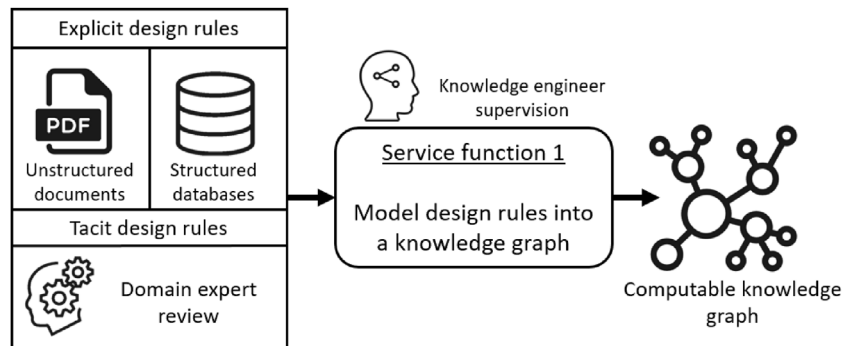 Explicit design rules
PDF
Unstructured
documents
Structured
databases
Tacit design rules
Domain expert
review
Knowledge engineer
supervision
Service function 1
Model design rules into
a knowledge graph
Computable knowledge
graph